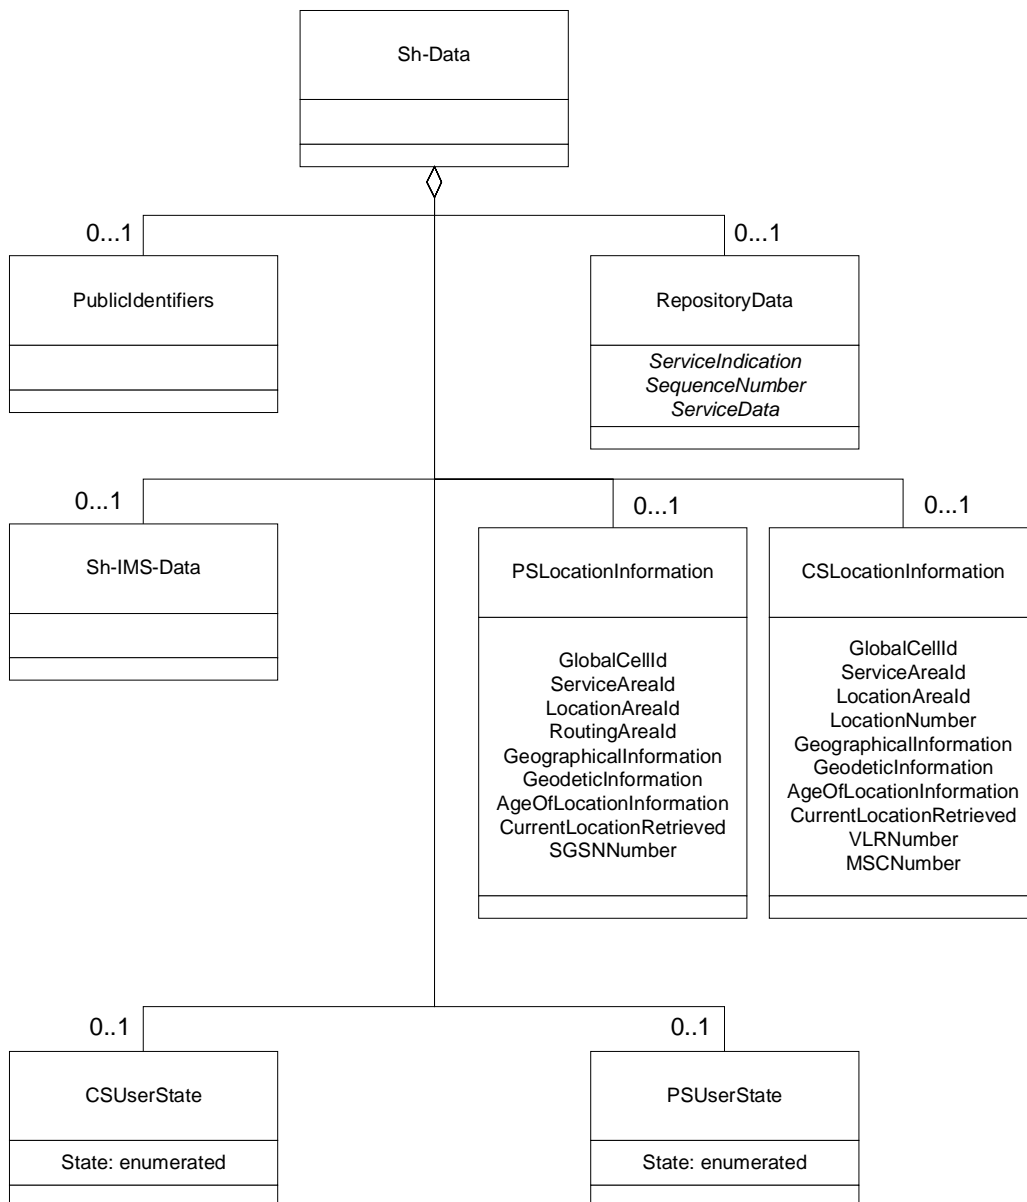 Sh-Data
0...1
0...1
PublicIdentifiers
RepositoryData
ServiceIndication
SequenceNumber
ServiceData
0...1
0...1
0...1
Sh-IMS-Data
PSLocationInformation
CSLocationInformation
GlobalCellId
ServiceAreaId
LocationAreaId
RoutingAreaId
GeographicalInformation
GeodeticInformation
AgeOfLocationInformation
CurrentLocationRetrieved
SGSNNumber
GlobalCellId
ServiceAreaId
LocationAreaId
LocationNumber
GeographicalInformation
GeodeticInformation
AgeOfLocationInformation
CurrentLocationRetrieved
VLRNumber
MSCNumber
0..1
0..1
CSUserState
State: enumerated
PSUserState
State: enumerated